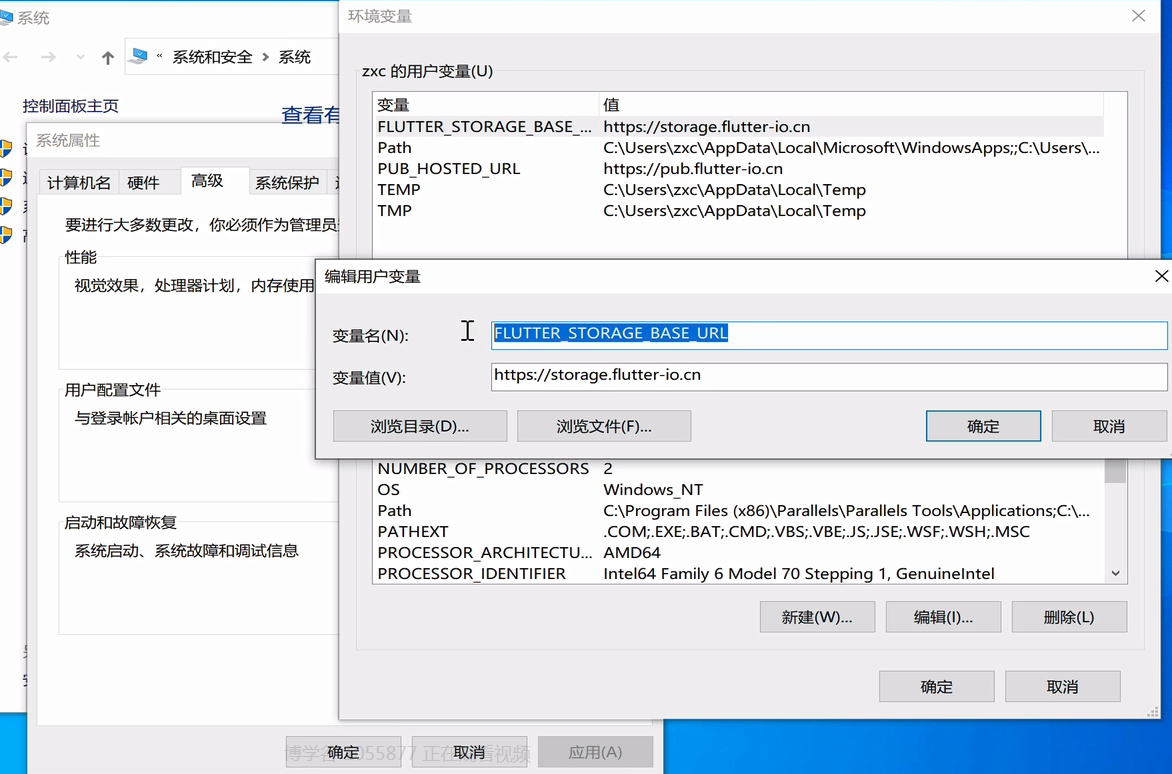 系统
环境变量
« 系统和安全 › 系统
控制面板主页
查看有
系统属性
计算机名 硬件 高级 系统保护
要进行大多数更改，你必须作为管理员
性能
视觉效果，处理器计划，内存使用
用户配置文件
与登录帐户相关的桌面设置
启动和故障恢复
系统启动、系统故障和调试信息
确定 取消 应用(A)
zxc 的用户变量(U)
变量 值
FLUTTER_STORAGE_BASE_... https://storage.flutter-io.cn
Path C:\Users\zxc\AppData\Local\Microsoft\WindowsApps;;C:\Users\...
PUB_HOSTED_URL https://pub.flutter-io.cn
TEMP C:\Users\zxc\AppData\Local\Temp
TMP C:\Users\zxc\AppData\Local\Temp
编辑用户变量
变量名(N): FLUTTER_STORAGE_BASE_URL
变量值(V): https://storage.flutter-io.cn
浏览目录(D)... 浏览文件(F)... 确定 取消
NUMBER_OF_PROCESSORS 2
OS Windows_NT
Path C:\Program Files (x86)\Parallels\Parallels Tools\Applications;C:\...
PATHEXT .COM;.EXE;.BAT;.CMD;.VBS;.VBE;.JS;.JSE;.WSF;.WSH;.MSC
PROCESSOR_ARCHITECTU... AMD64
PROCESSOR_IDENTIFIER Intel64 Family 6 Model 70 Stepping 1, GenuineIntel
新建(W)... 编辑(I)... 删除(L)
确定 取消